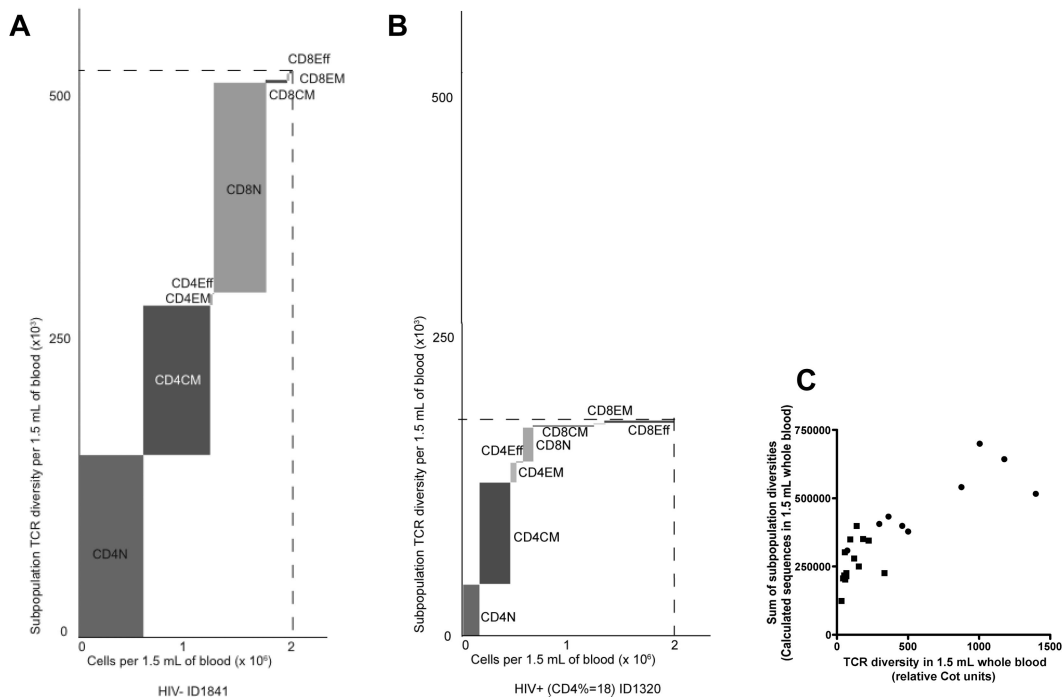 A
Subpopulation TCR diversity per 1.5 mL of blood (x10³)
500
250
0
CD8Eff
CD8EM
CD8CM
CD8N
CD4Eff
CD4EM
CD4CM
CD4N
0
1
2
Cells per 1.5 mL of blood (x 10⁶)
HIV- ID1841
B
Subpopulation TCR diversity per 1.5 mL of blood (x10³)
500
250
0
CD8EM
CD8CM
CD8Eff
CD4Eff
CD8N
CD4EM
CD4CM
CD4N
0
1
2
Cells per 1.5 mL of blood (x 10⁶)
HIV+ (CD4%=18) ID1320
C
Sum of subpopulation diversities
(Calculated sequences in 1.5 mL whole blood)
750000
500000
250000
0
0
500
1000
1500
TCR diversity in 1.5 mL whole blood
(relative Cot units)